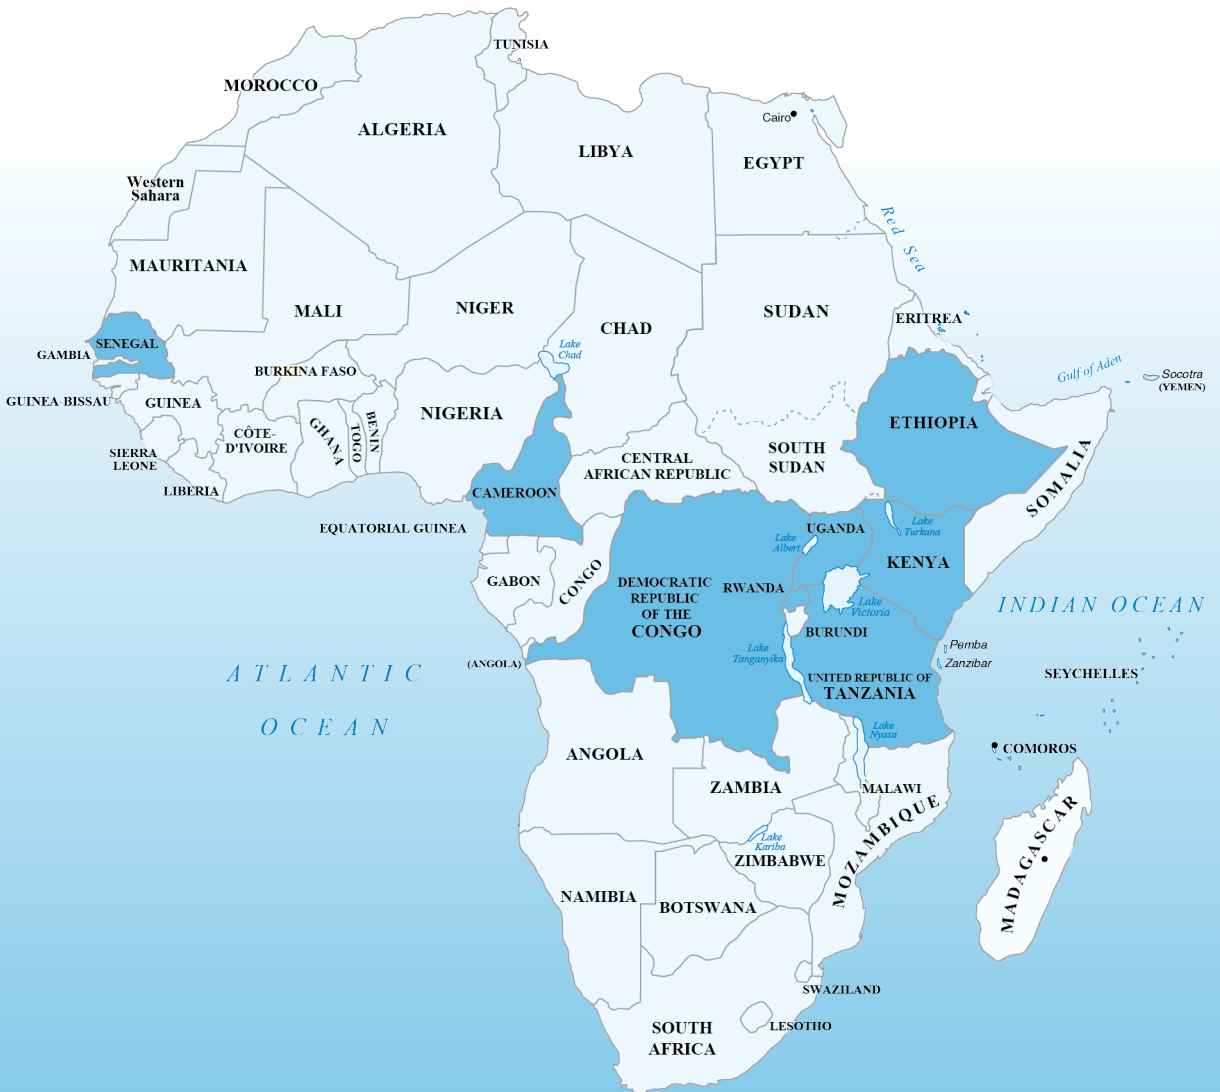 TUNISIA
MOROCCO
ALGERIA
LIBYA
Cairo
EGYPT
Western
Sahara
Red Sea
MAURITANIA
MALI
NIGER
CHAD
SUDAN
ERITREA
SENEGAL
GAMBIA
Lake
Chad
BURKINA FASO
Gulf of Aden
Socotra
(YEMEN)
GUINEA-BISSAU
GUINEA
NIGERIA
ETHIOPIA
CÔTE-
D'IVOIRE
GHANA
TOGO
BENIN
SIERRA
LEONE
LIBERIA
CENTRAL
AFRICAN REPUBLIC
SOUTH
SUDAN
SOMALIA
CAMEROON
EQUATORIAL GUINEA
UGANDA
Lake
Turkana
Lake
Albert
KENYA
GABON
CONGO
DEMOCRATIC
REPUBLIC
OF THE
CONGO
RWANDA
Lake
Victoria
INDIAN OCEAN
BURUNDI
Pemba
Zanzibar
Lake
Tanganyika
(ANGOLA)
ATLANTIC
OCEAN
UNITED REPUBLIC OF
TANZANIA
SEYCHELLES
Lake
Nyasa
COMOROS
ANGOLA
ZAMBIA
MALAWI
MOZAMBIQUE
MADAGASCAR
Lake
Kariba
ZIMBABWE
NAMIBIA
BOTSWANA
SWAZILAND
LESOTHO
SOUTH
AFRICA